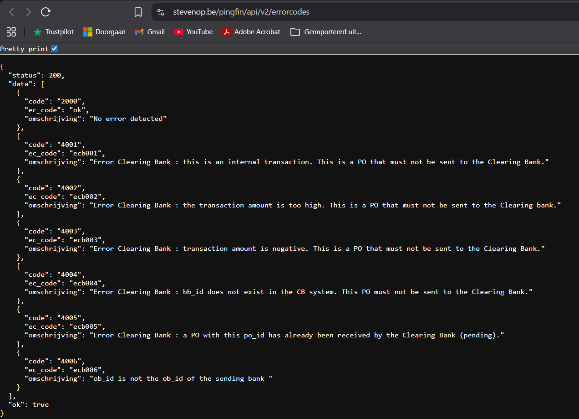 stevenop.be/pingfin/api/v2/errorcodes
Trustpilot Doorgaan Gmail YouTube Adobe Acrobat Geïmporteerd uit...
Pretty print
{
  "status": 200,
  "data": [
    {
      "code": "2000",
      "ec_code": "ok",
      "omschrijving": "No error detected"
    },
    {
      "code": "4001",
      "ec_code": "ecb001",
      "omschrijving": "Error Clearing Bank : this is an internal transaction. This is a PO that must not be sent to the Clearing Bank."
    },
    {
      "code": "4002",
      "ec_code": "ecb002",
      "omschrijving": "Error Clearing Bank : the transaction amount is too high. This is a PO that must not be sent to the Clearing bank."
    },
    {
      "code": "4003",
      "ec_code": "ecb003",
      "omschrijving": "Error Clearing Bank : transaction amount is negative. This is a PO that must not be sent to the Clearing Bank."
    },
    {
      "code": "4004",
      "ec_code": "ecb004",
      "omschrijving": "Error Clearing Bank : bb_id does not exist in the CB system. This PO must not be sent to the Clearing Bank."
    },
    {
      "code": "4005",
      "ec_code": "ecb005",
      "omschrijving": "Error Clearing Bank : a PO with this po_id has already been received by the Clearing Bank (pending)."
    },
    {
      "code": "4006",
      "ec_code": "ecb006",
      "omschrijving": "ob_id is not the ob_id of the sending bank "
    }
  ],
  "ok": true
}